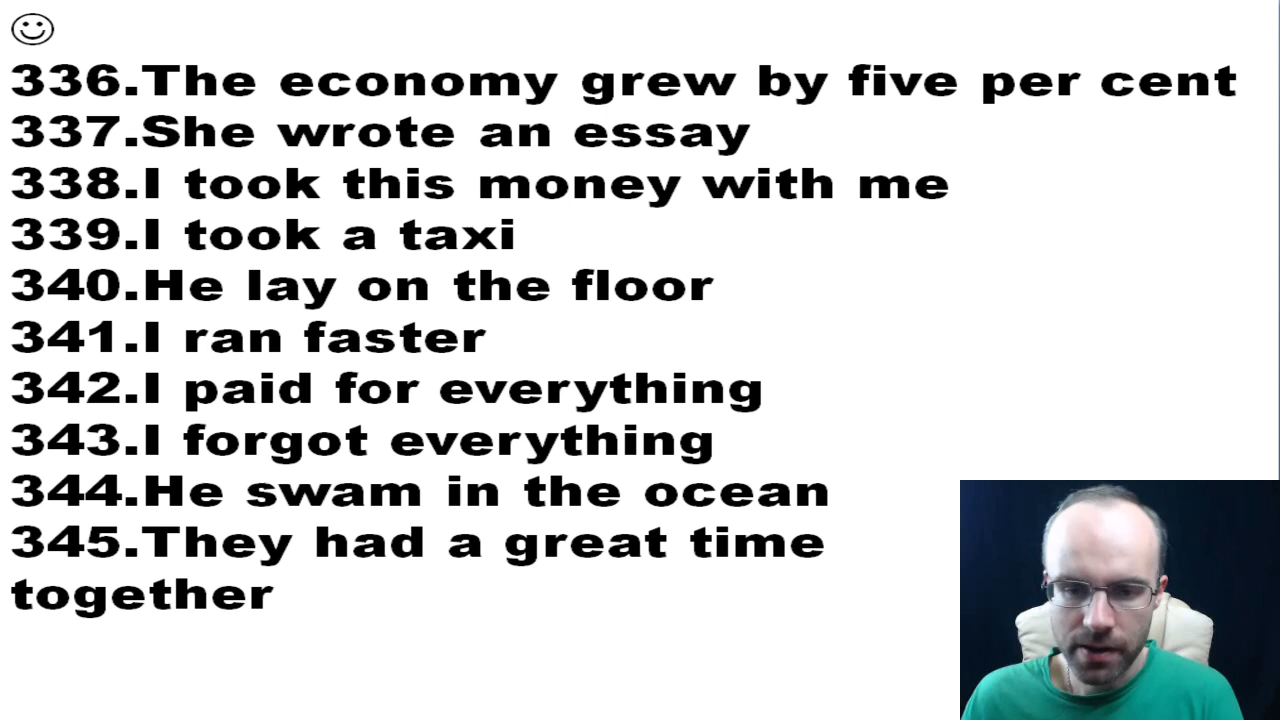 336.The economy grew by five per cent
337.She wrote an essay
338.I took this money with me
339.I took a taxi
340.He lay on the floor
341.I ran faster
342.I paid for everything
343.I forgot everything
344.He swam in the ocean
345.They had a great time
together